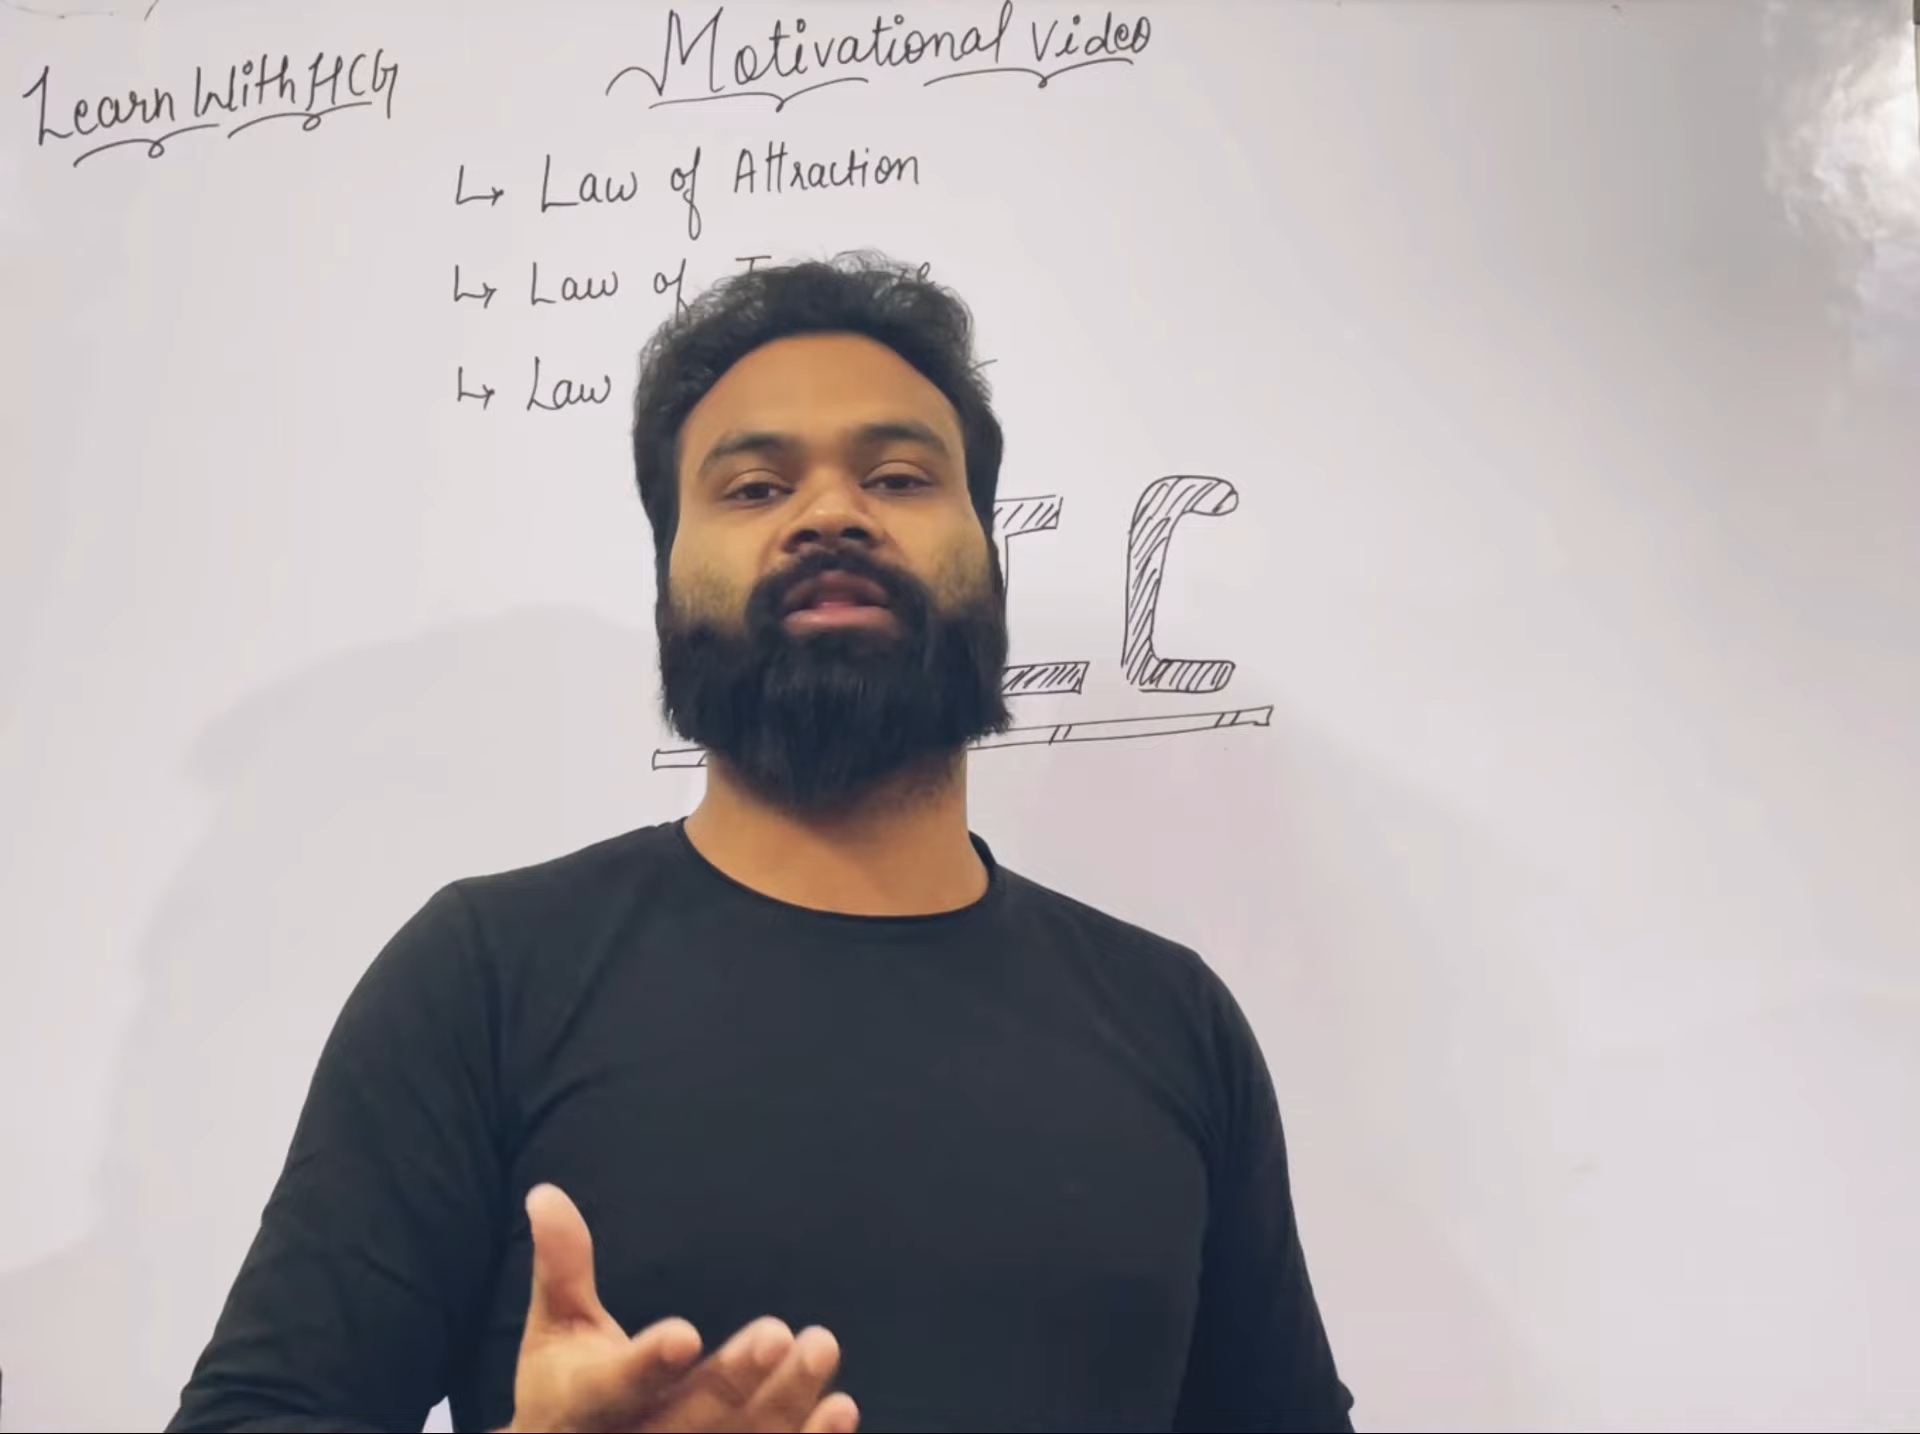 Learn With HCG
Motivational video
↳ Law of Attraction
↳ Law of
↳ Law
I C